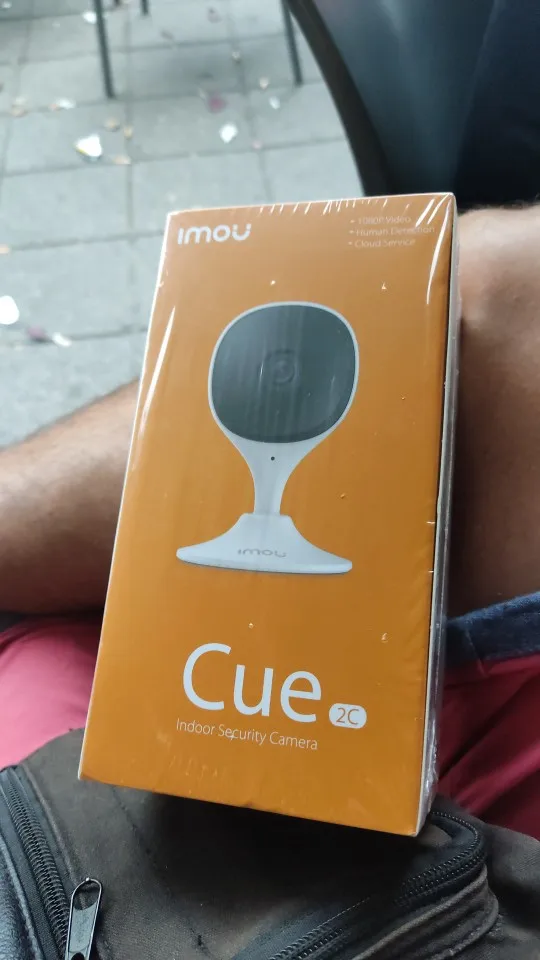 imou
• 1080P Video
• Human Detection
• Cloud Service
imou
Cue 2C
Indoor Security Camera